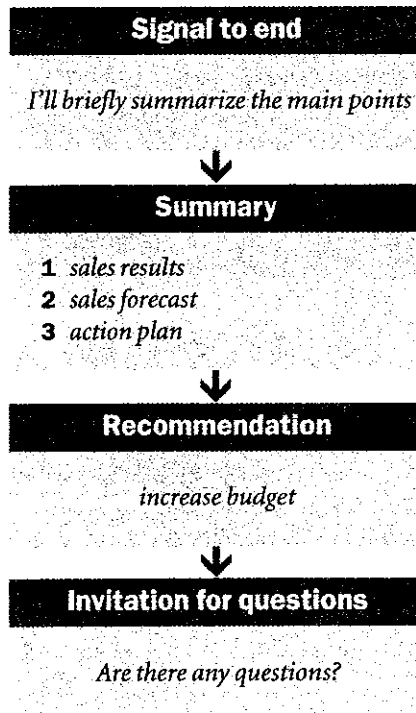 Signal to end
I'll briefly summarize the main points
Summary
1 sales results
2 sales forecast
3 action plan
Recommendation
increase budget
Invitation for questions
Are there any questions?